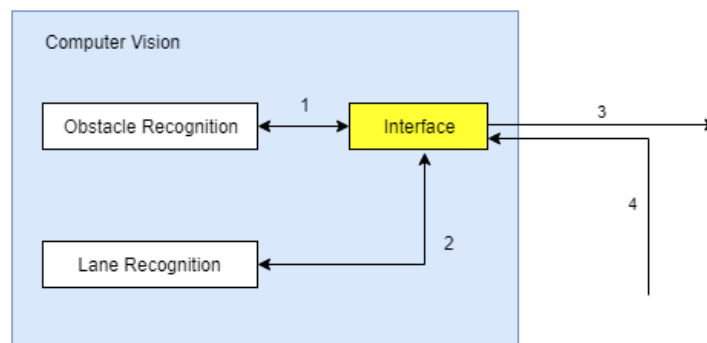 Computer Vision
1
Obstacle Recognition
Interface
3
4
2
Lane Recognition